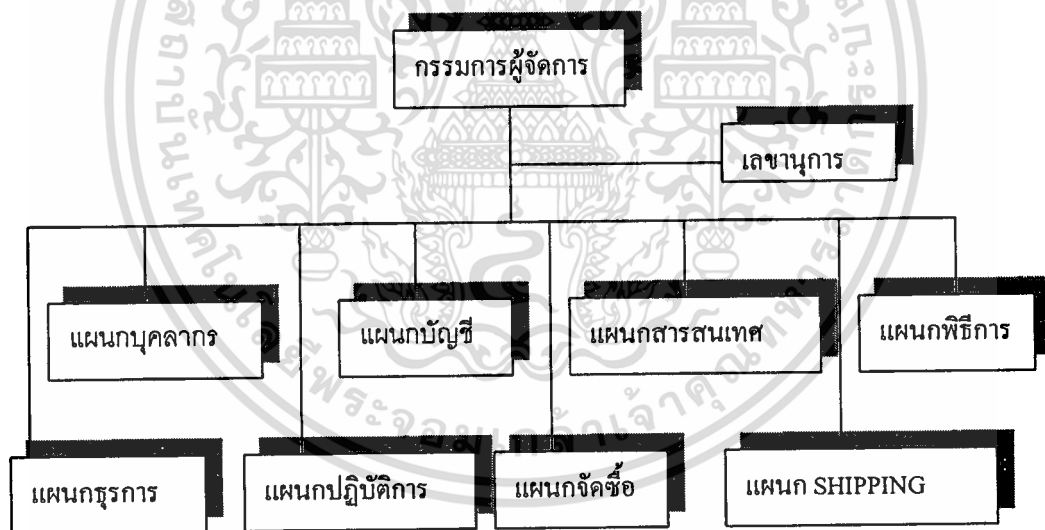 กรรมการผู้จัดการ
เลขานุการ
แผนกบุคลากร
แผนกบัญชี
แผนกสารสนเทศ
แผนกพิธีการ
แผนกธุรการ
แผนกปฏิบัติการ
แผนกจัดซื้อ
แผนก SHIPPING